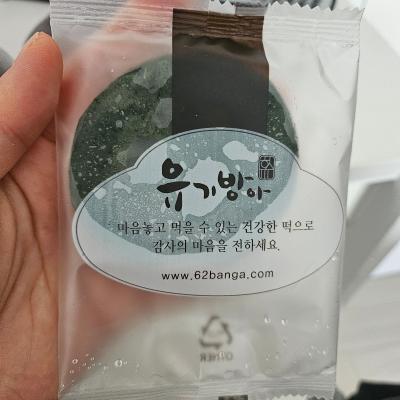 유기방아
마음놓고 먹을 수 있는 건강한 떡으로
감사의 마음을 전하세요.
www.62banga.com
OTHER